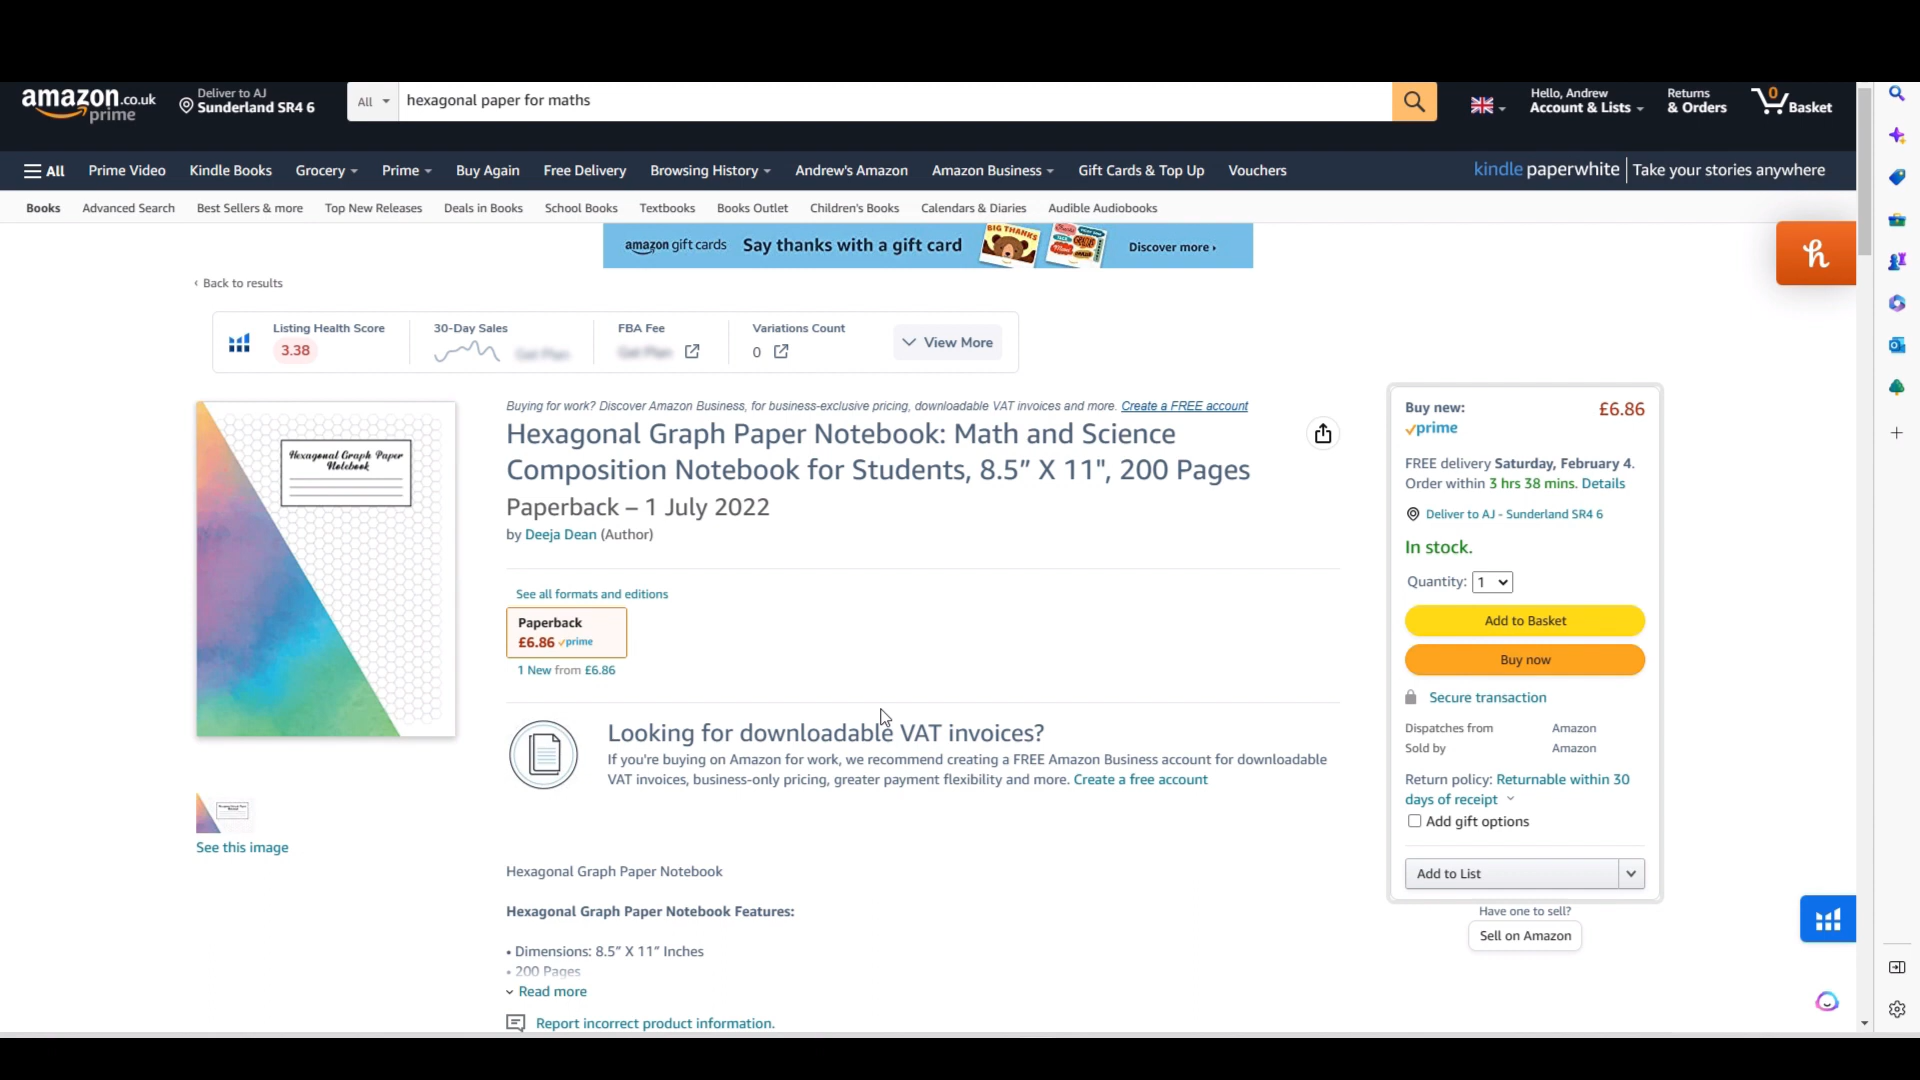 amazon.co.uk
prime
Deliver to AJ
Sunderland SR4 6
All
hexagonal paper for maths
Hello, Andrew
Account & Lists
Returns
& Orders
0
Basket
All
Prime Video
Kindle Books
Grocery
Prime
Buy Again
Free Delivery
Browsing History
Andrew's Amazon
Amazon Business
Gift Cards & Top Up
Vouchers
kindle paperwhite
Take your stories anywhere
Books
Advanced Search
Best Sellers & more
Top New Releases
Deals in Books
School Books
Textbooks
Books Outlet
Children's Books
Calendars & Diaries
Audible Audiobooks
amazon gift cards
Say thanks with a gift card
BIG THANKS
Discover more ›
h
‹ Back to results
Listing Health Score
3.38
30-Day Sales
FBA Fee
Variations Count
0
View More
Hexagonal Graph Paper
Notebook
See this image
Buying for work? Discover Amazon Business, for business-exclusive pricing, downloadable VAT invoices and more. Create a FREE account
Hexagonal Graph Paper Notebook: Math and Science
Composition Notebook for Students, 8.5” X 11", 200 Pages
Paperback – 1 July 2022
by Deeja Dean (Author)
See all formats and editions
Paperback
£6.86 prime
1 New from £6.86
Looking for downloadable VAT invoices?
If you're buying on Amazon for work, we recommend creating a FREE Amazon Business account for downloadable
VAT invoices, business-only pricing, greater payment flexibility and more. Create a free account
Hexagonal Graph Paper Notebook
Hexagonal Graph Paper Notebook Features:
• Dimensions: 8.5” X 11” Inches
• 200 Pages
Read more
Report incorrect product information.
Buy new:
£6.86
prime
FREE delivery Saturday, February 4.
Order within 3 hrs 38 mins. Details
Deliver to AJ - Sunderland SR4 6
In stock.
Quantity: 1
Add to Basket
Buy now
Secure transaction
Dispatches from Amazon
Sold by Amazon
Return policy: Returnable within 30
days of receipt
Add gift options
Add to List
Have one to sell?
Sell on Amazon